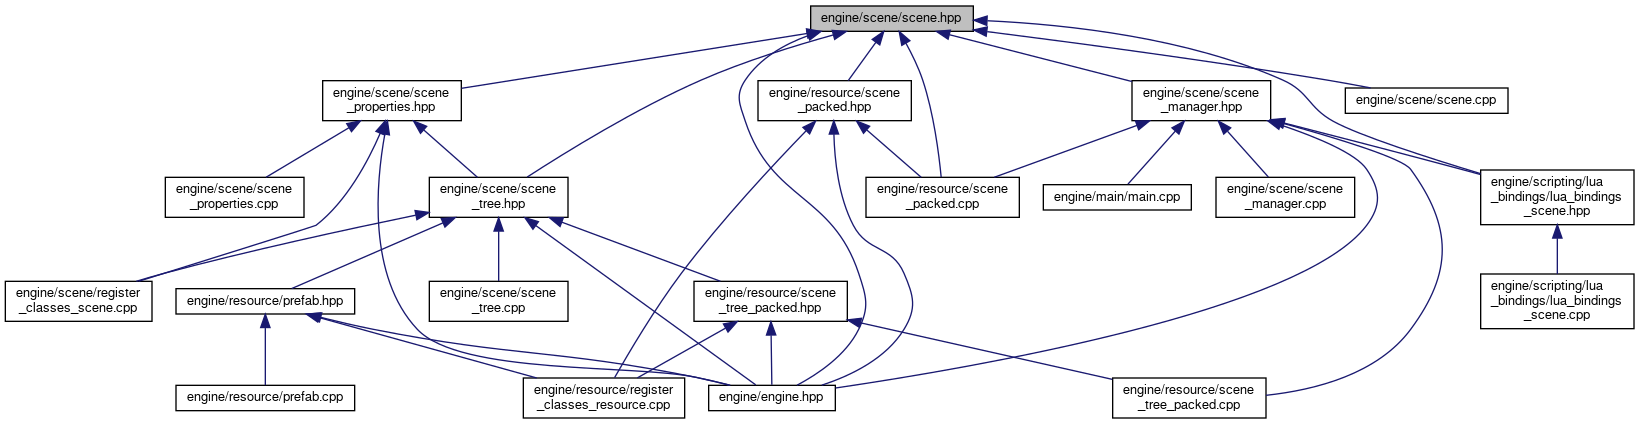 engine/scene/scene.hpp
engine/scene/scene
_properties.hpp
engine/resource/scene
_packed.hpp
engine/scene/scene
_manager.hpp
engine/scene/scene.cpp
engine/scene/scene
_properties.cpp
engine/scene/scene
_tree.hpp
engine/resource/scene
_packed.cpp
engine/main/main.cpp
engine/scene/scene
_manager.cpp
engine/scripting/lua
_bindings/lua_bindings
_scene.hpp
engine/scene/register
_classes_scene.cpp
engine/resource/prefab.hpp
engine/scene/scene
_tree.cpp
engine/resource/scene
_tree_packed.hpp
engine/scripting/lua
_bindings/lua_bindings
_scene.cpp
engine/resource/prefab.cpp
engine/resource/register
_classes_resource.cpp
engine/engine.hpp
engine/resource/scene
_tree_packed.cpp